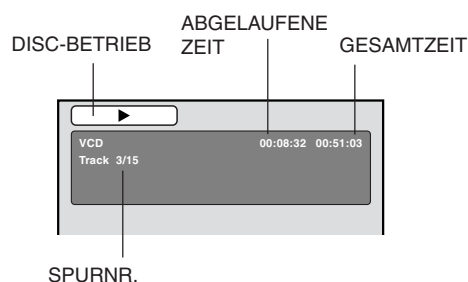 DISC-BETRIEB
ABGELAUFENE
ZEIT
GESAMTZEIT
VCD 00:08:32 00:51:03
Track 3/15
SPURNR.